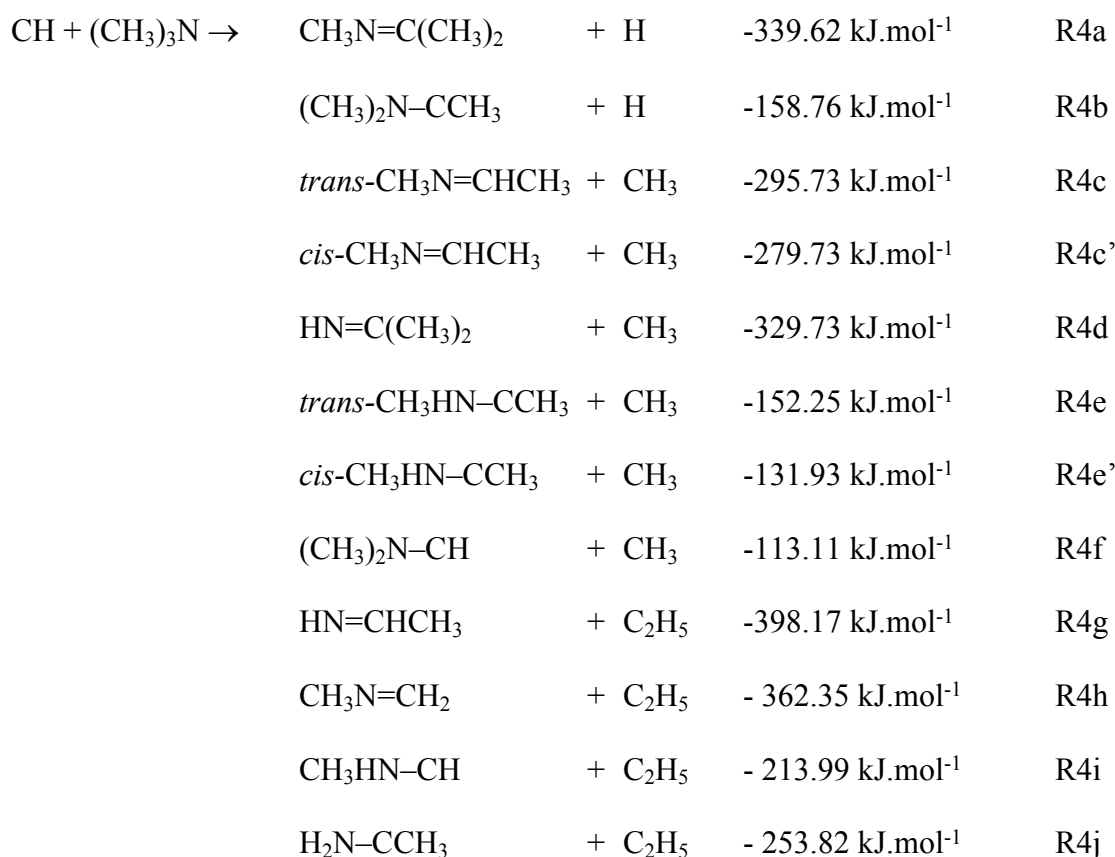 CH + (CH₃)₃N → CH₃N=C(CH₃)₂ + H -339.62 kJ.mol⁻¹ R4a
(CH₃)₂N–CCH₃ + H -158.76 kJ.mol⁻¹ R4b
trans-CH₃N=CHCH₃ + CH₃ -295.73 kJ.mol⁻¹ R4c
cis-CH₃N=CHCH₃ + CH₃ -279.73 kJ.mol⁻¹ R4c’
HN=C(CH₃)₂ + CH₃ -329.73 kJ.mol⁻¹ R4d
trans-CH₃HN–CCH₃ + CH₃ -152.25 kJ.mol⁻¹ R4e
cis-CH₃HN–CCH₃ + CH₃ -131.93 kJ.mol⁻¹ R4e’
(CH₃)₂N–CH + CH₃ -113.11 kJ.mol⁻¹ R4f
HN=CHCH₃ + C₂H₅ -398.17 kJ.mol⁻¹ R4g
CH₃N=CH₂ + C₂H₅ - 362.35 kJ.mol⁻¹ R4h
CH₃HN–CH + C₂H₅ - 213.99 kJ.mol⁻¹ R4i
H₂N–CCH₃ + C₂H₅ - 253.82 kJ.mol⁻¹ R4j